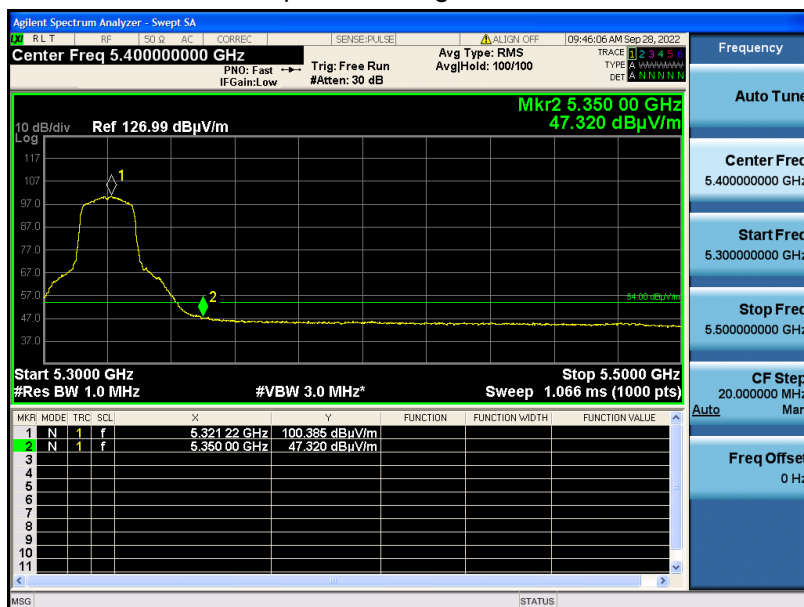 Agilent Spectrum Analyzer - Swept SA
LXI RLT RF 50 Ω AC CORREC SENSE:PULSE ALIGN OFF 09:46:06 AM Sep 28, 2022
Center Freq 5.400000000 GHz
PNO: Fast
IFGain:Low
Trig: Free Run
#Atten: 30 dB
Avg Type: RMS
Avg|Hold: 100/100
TRACE 1 2 3 4 5 6
TYPE A WWWWW
DET A N N N N N
Mkr2 5.350 00 GHz
47.320 dBµV/m
10 dB/div Ref 126.99 dBµV/m
Log
117
107
97.0
87.0
77.0
67.0
57.0
47.0
37.0
1
2
54.00 dBµV/m
Start 5.3000 GHz Stop 5.5000 GHz
#Res BW 1.0 MHz #VBW 3.0 MHz* Sweep 1.066 ms (1000 pts)
MKR MODE TRC SCL X Y FUNCTION FUNCTION WIDTH FUNCTION VALUE
1 N 1 f 5.321 22 GHz 100.385 dBµV/m
2 N 1 f 5.350 00 GHz 47.320 dBµV/m
3
4
5
6
7
8
9
10
11
MSG STATUS
Frequency
Auto Tune
Center Freq
5.400000000 GHz
Start Freq
5.300000000 GHz
Stop Freq
5.500000000 GHz
CF Step
20.000000 MHz
Auto Man
Freq Offset
0 Hz